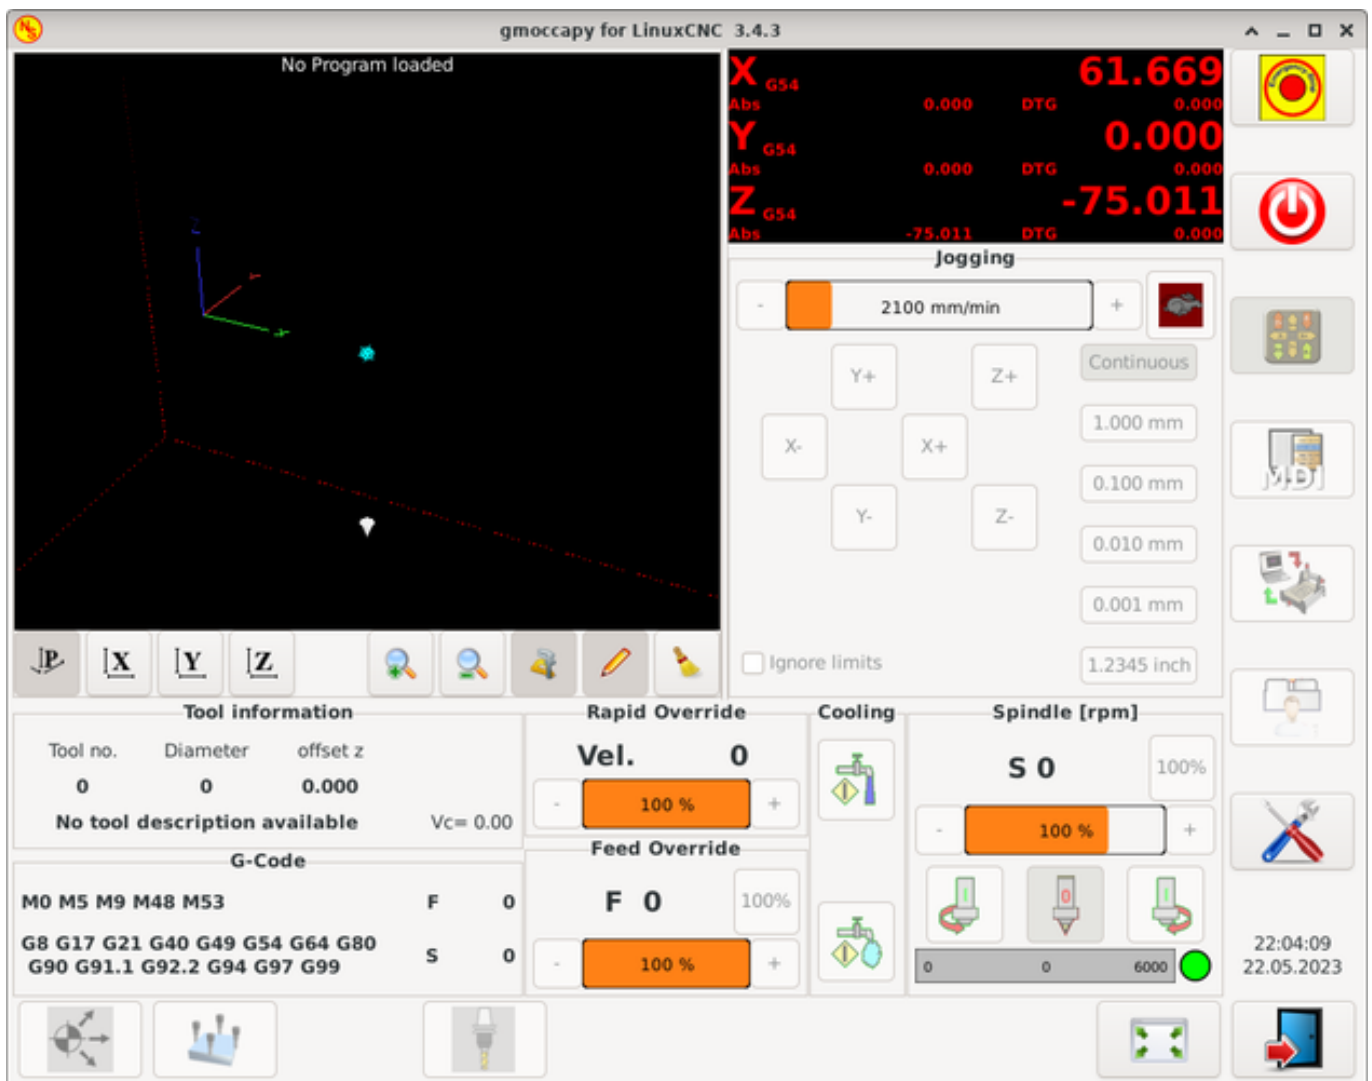 gmoccapy for LinuxCNC 3.4.3
No Program loaded
X G54 61.669
Abs 0.000 DTG 0.000
Y G54 0.000
Abs 0.000 DTG 0.000
Z G54 -75.011
Abs -75.011 DTG 0.000
Jogging
- 2100 mm/min +
Continuous
Y+ Z+
1.000 mm
X- X+
0.100 mm
Y- Z-
0.010 mm
0.001 mm
Ignore limits
1.2345 inch
MDI
P X Y Z
Tool information
Tool no. Diameter offset z
0 0 0.000
No tool description available Vc= 0.00
Rapid Override
Vel. 0
- 100 % +
Cooling
Spindle [rpm]
S 0 100%
- 100 % +
0 0 6000
G-Code
M0 M5 M9 M48 M53 F 0
G8 G17 G21 G40 G49 G54 G64 G80
G90 G91.1 G92.2 G94 G97 G99
S 0
Feed Override
F 0 100%
- 100 % +
22:04:09
22.05.2023